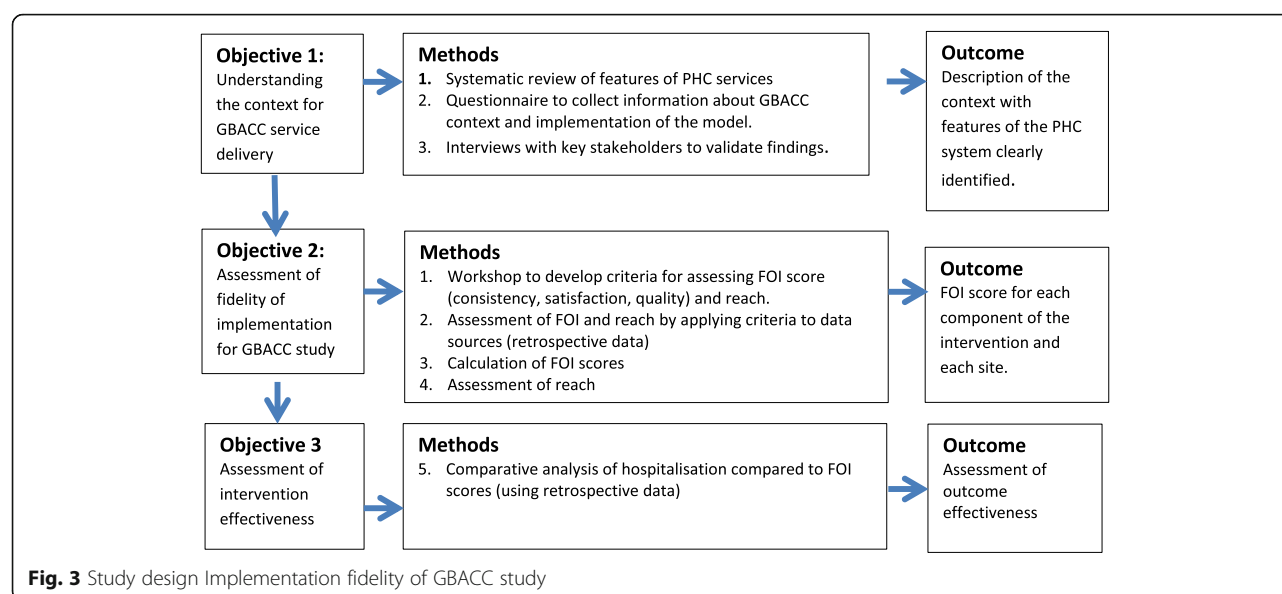 Objective 1:
Understanding
the context for
GBACC service
delivery
Methods
1. Systematic review of features of PHC services
2. Questionnaire to collect information about GBACC
context and implementation of the model.
3. Interviews with key stakeholders to validate findings.
Outcome
Description of the
context with
features of the PHC
system clearly
identified.
Objective 2:
Assessment of
fidelity of
implementation
for GBACC study
Methods
1. Workshop to develop criteria for assessing FOI score
(consistency, satisfaction, quality) and reach.
2. Assessment of FOI and reach by applying criteria to data
sources (retrospective data)
3. Calculation of FOI scores
4. Assessment of reach
Outcome
FOI score for each
component of the
intervention and
each site.
Objective 3
Assessment of
intervention
effectiveness
Methods
5. Comparative analysis of hospitalisation compared to FOI
scores (using retrospective data)
Outcome
Assessment of
outcome
effectiveness
Fig. 3 Study design Implementation fidelity of GBACC study